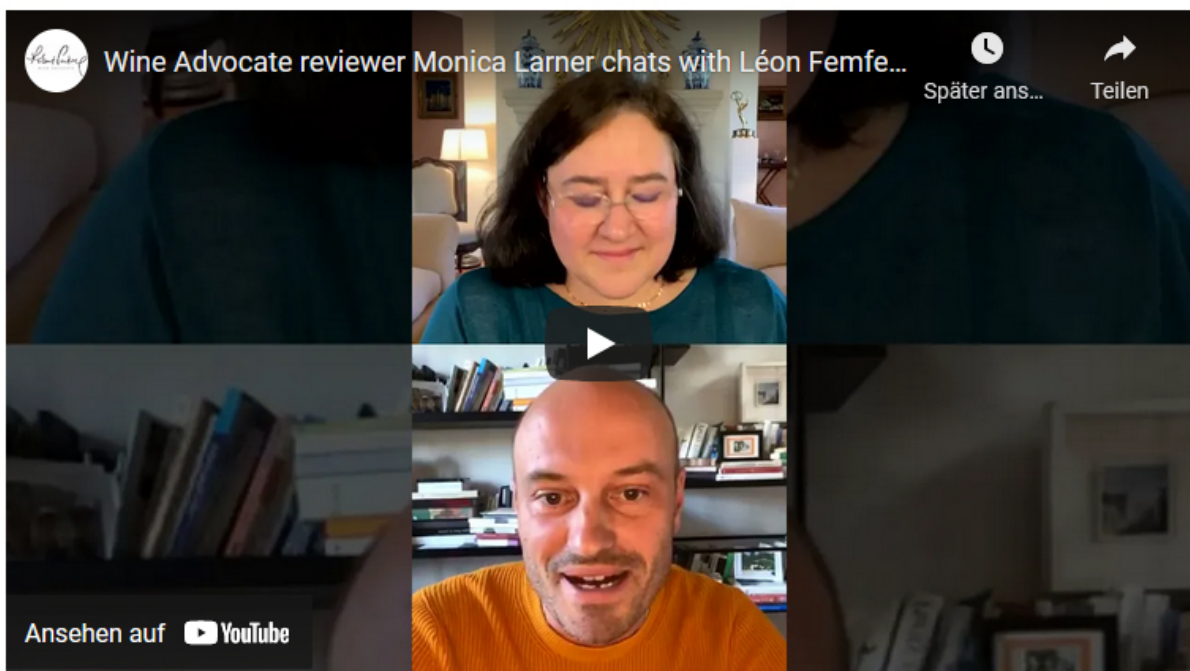 Wine Advocate reviewer Monica Larner chats with Léon Femfe...
Später ans...
Teilen
Ansehen auf YouTube